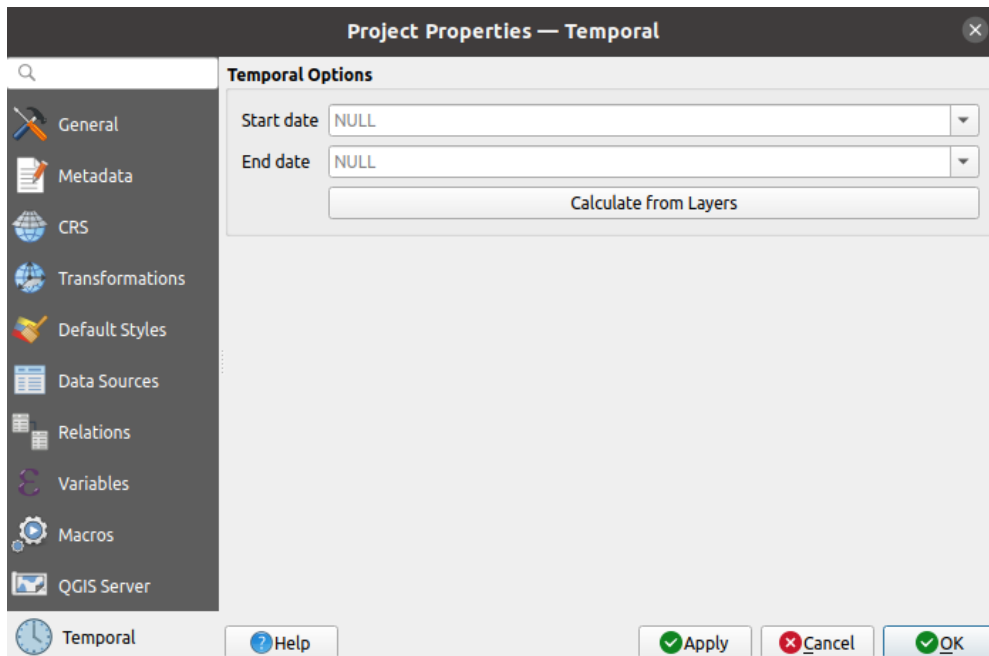 Project Properties — Temporal
Temporal Options
General
Metadata
CRS
Transformations
Default Styles
Data Sources
Relations
Variables
Macros
QGIS Server
Temporal
Start date NULL
End date NULL
Calculate from Layers
Help
Apply
Cancel
OK